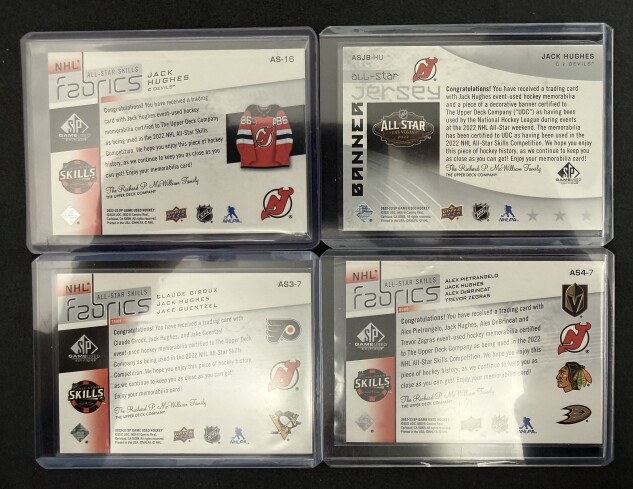 NHL
ALL-STAR SKILLS
fabrics
AS-16
JACK
HUGHES
C DEVILS
Congratulations! You have received a trading card
with Jack Hughes event-used hockey
memorabilia certified to The Upper Deck Company
as being used in the 2022 NHL All-Star Skills
Competition. We hope you enjoy this piece of hockey
history, as we continue to keep you as close as you
can get! Enjoy your memorabilia card!
The Richard P. McWilliam Family
THE UPPER DECK COMPANY
SP
GAME USED
SKILLS
86 86
NHLPA
ASJB-HU
JACK HUGHES
C DEVILS
all-star
jersey
BANNER
ALL STAR
Congratulations! You have received a trading card
with Jack Hughes event-used hockey memorabilia
and a piece of a decorative banner certified to
The Upper Deck Company ("UDC") as having been
used by the National Hockey League during events
at the 2022 NHL All-Star Weekend. The memorabilia
has been certified to UDC as having been used in the
2022 NHL All-Star Skills Competition. We hope you
enjoy this piece of hockey history, as we continue to
keep you as close as you can get!
Enjoy your memorabilia card!
The Richard P. McWilliam Family
THE UPPER DECK COMPANY
SP
GAME USED
NHLPA
NHL
ALL-STAR SKILLS
fabrics
AS3-7
CLAUDE GIROUX
JACK HUGHES
JAKE GUENTZEL
Congratulations! You have received a trading card with
Claude Giroux, Jack Hughes, and Jake Guentzel
event-used hockey memorabilia certified to The Upper Deck
Company as being used in the 2022 NHL All-Star Skills
Competition. We hope you enjoy this piece of hockey history,
as we continue to keep you as close as you can get!
Enjoy your memorabilia card!
The Richard P. McWilliam Family
THE UPPER DECK COMPANY
SP
GAME USED
SKILLS
NHLPA
NHL
ALL-STAR SKILLS
fabrics
AS4-7
ALEX PIETRANGELO
JACK HUGHES
ALEX DEBRINCAT
TREVOR ZEGRAS
Congratulations! You have received a trading card with
Alex Pietrangelo, Jack Hughes, Alex DeBrincat and
Trevor Zegras event-used hockey memorabilia certified
to The Upper Deck Company as being used in the 2022
NHL All-Star Skills Competition. We hope you enjoy this
piece of hockey history, as we continue to keep you as
close as you can get! Enjoy your memorabilia card!
The Richard P. McWilliam Family
THE UPPER DECK COMPANY
SP
GAME USED
SKILLS
NHLPA